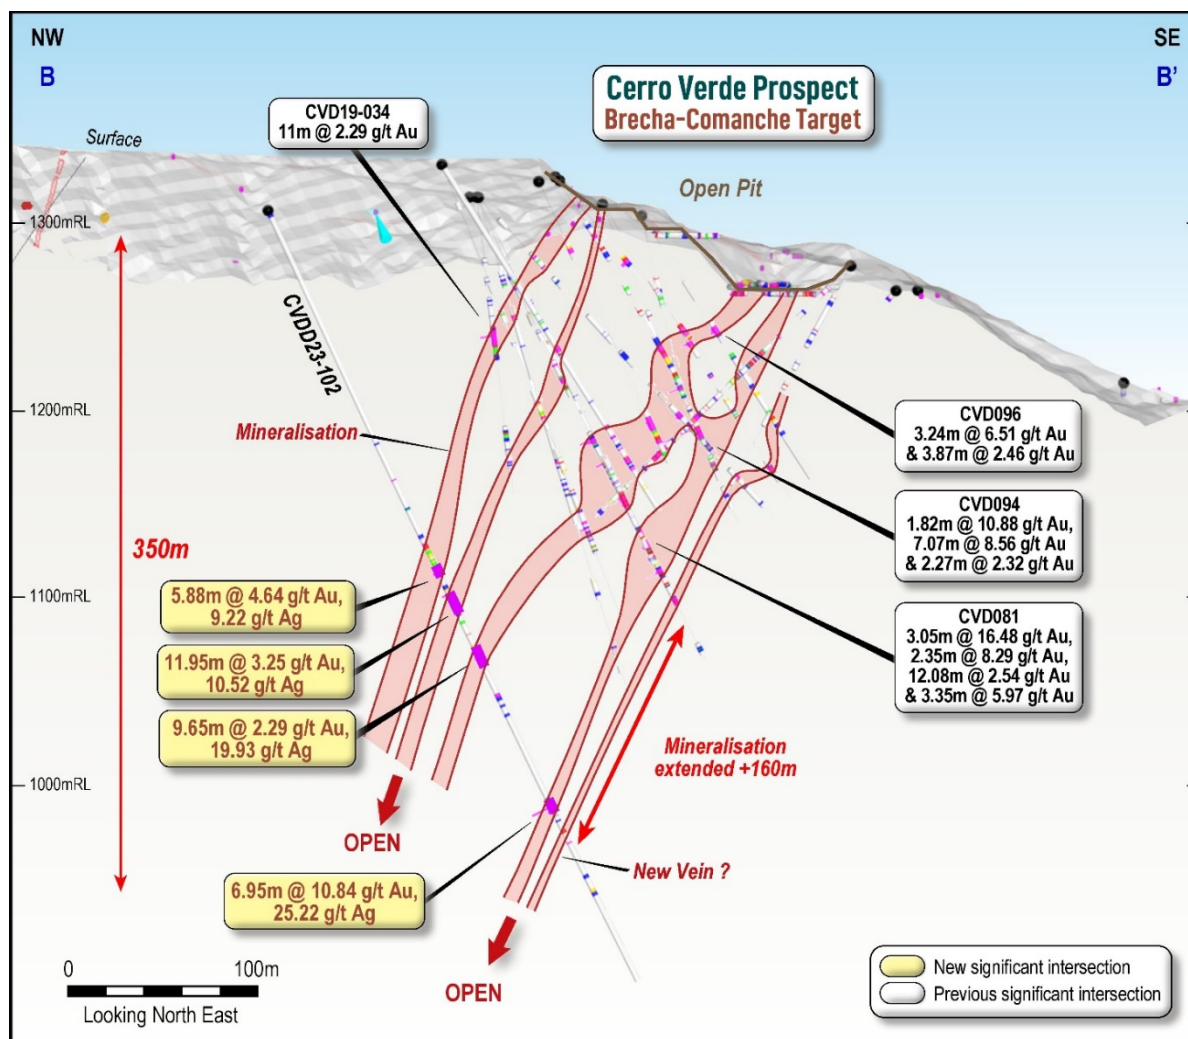 NW
SE
B
B'
Cerro Verde Prospect
Brecha-Comanche Target
CVD19-034
11m @ 2.29 g/t Au
Surface
Open Pit
1300mRL
CVDD23-102
1200mRL
Mineralisation
CVD096
3.24m @ 6.51 g/t Au
& 3.87m @ 2.46 g/t Au
CVD094
1.82m @ 10.88 g/t Au,
7.07m @ 8.56 g/t Au
& 2.27m @ 2.32 g/t Au
350m
1100mRL
5.88m @ 4.64 g/t Au,
9.22 g/t Ag
CVD081
3.05m @ 16.48 g/t Au,
2.35m @ 8.29 g/t Au,
12.08m @ 2.54 g/t Au
& 3.35m @ 5.97 g/t Au
11.95m @ 3.25 g/t Au,
10.52 g/t Ag
9.65m @ 2.29 g/t Au,
19.93 g/t Ag
Mineralisation
extended +160m
1000mRL
OPEN
New Vein ?
6.95m @ 10.84 g/t Au,
25.22 g/t Ag
OPEN
0
100m
Looking North East
New significant intersection
Previous significant intersection